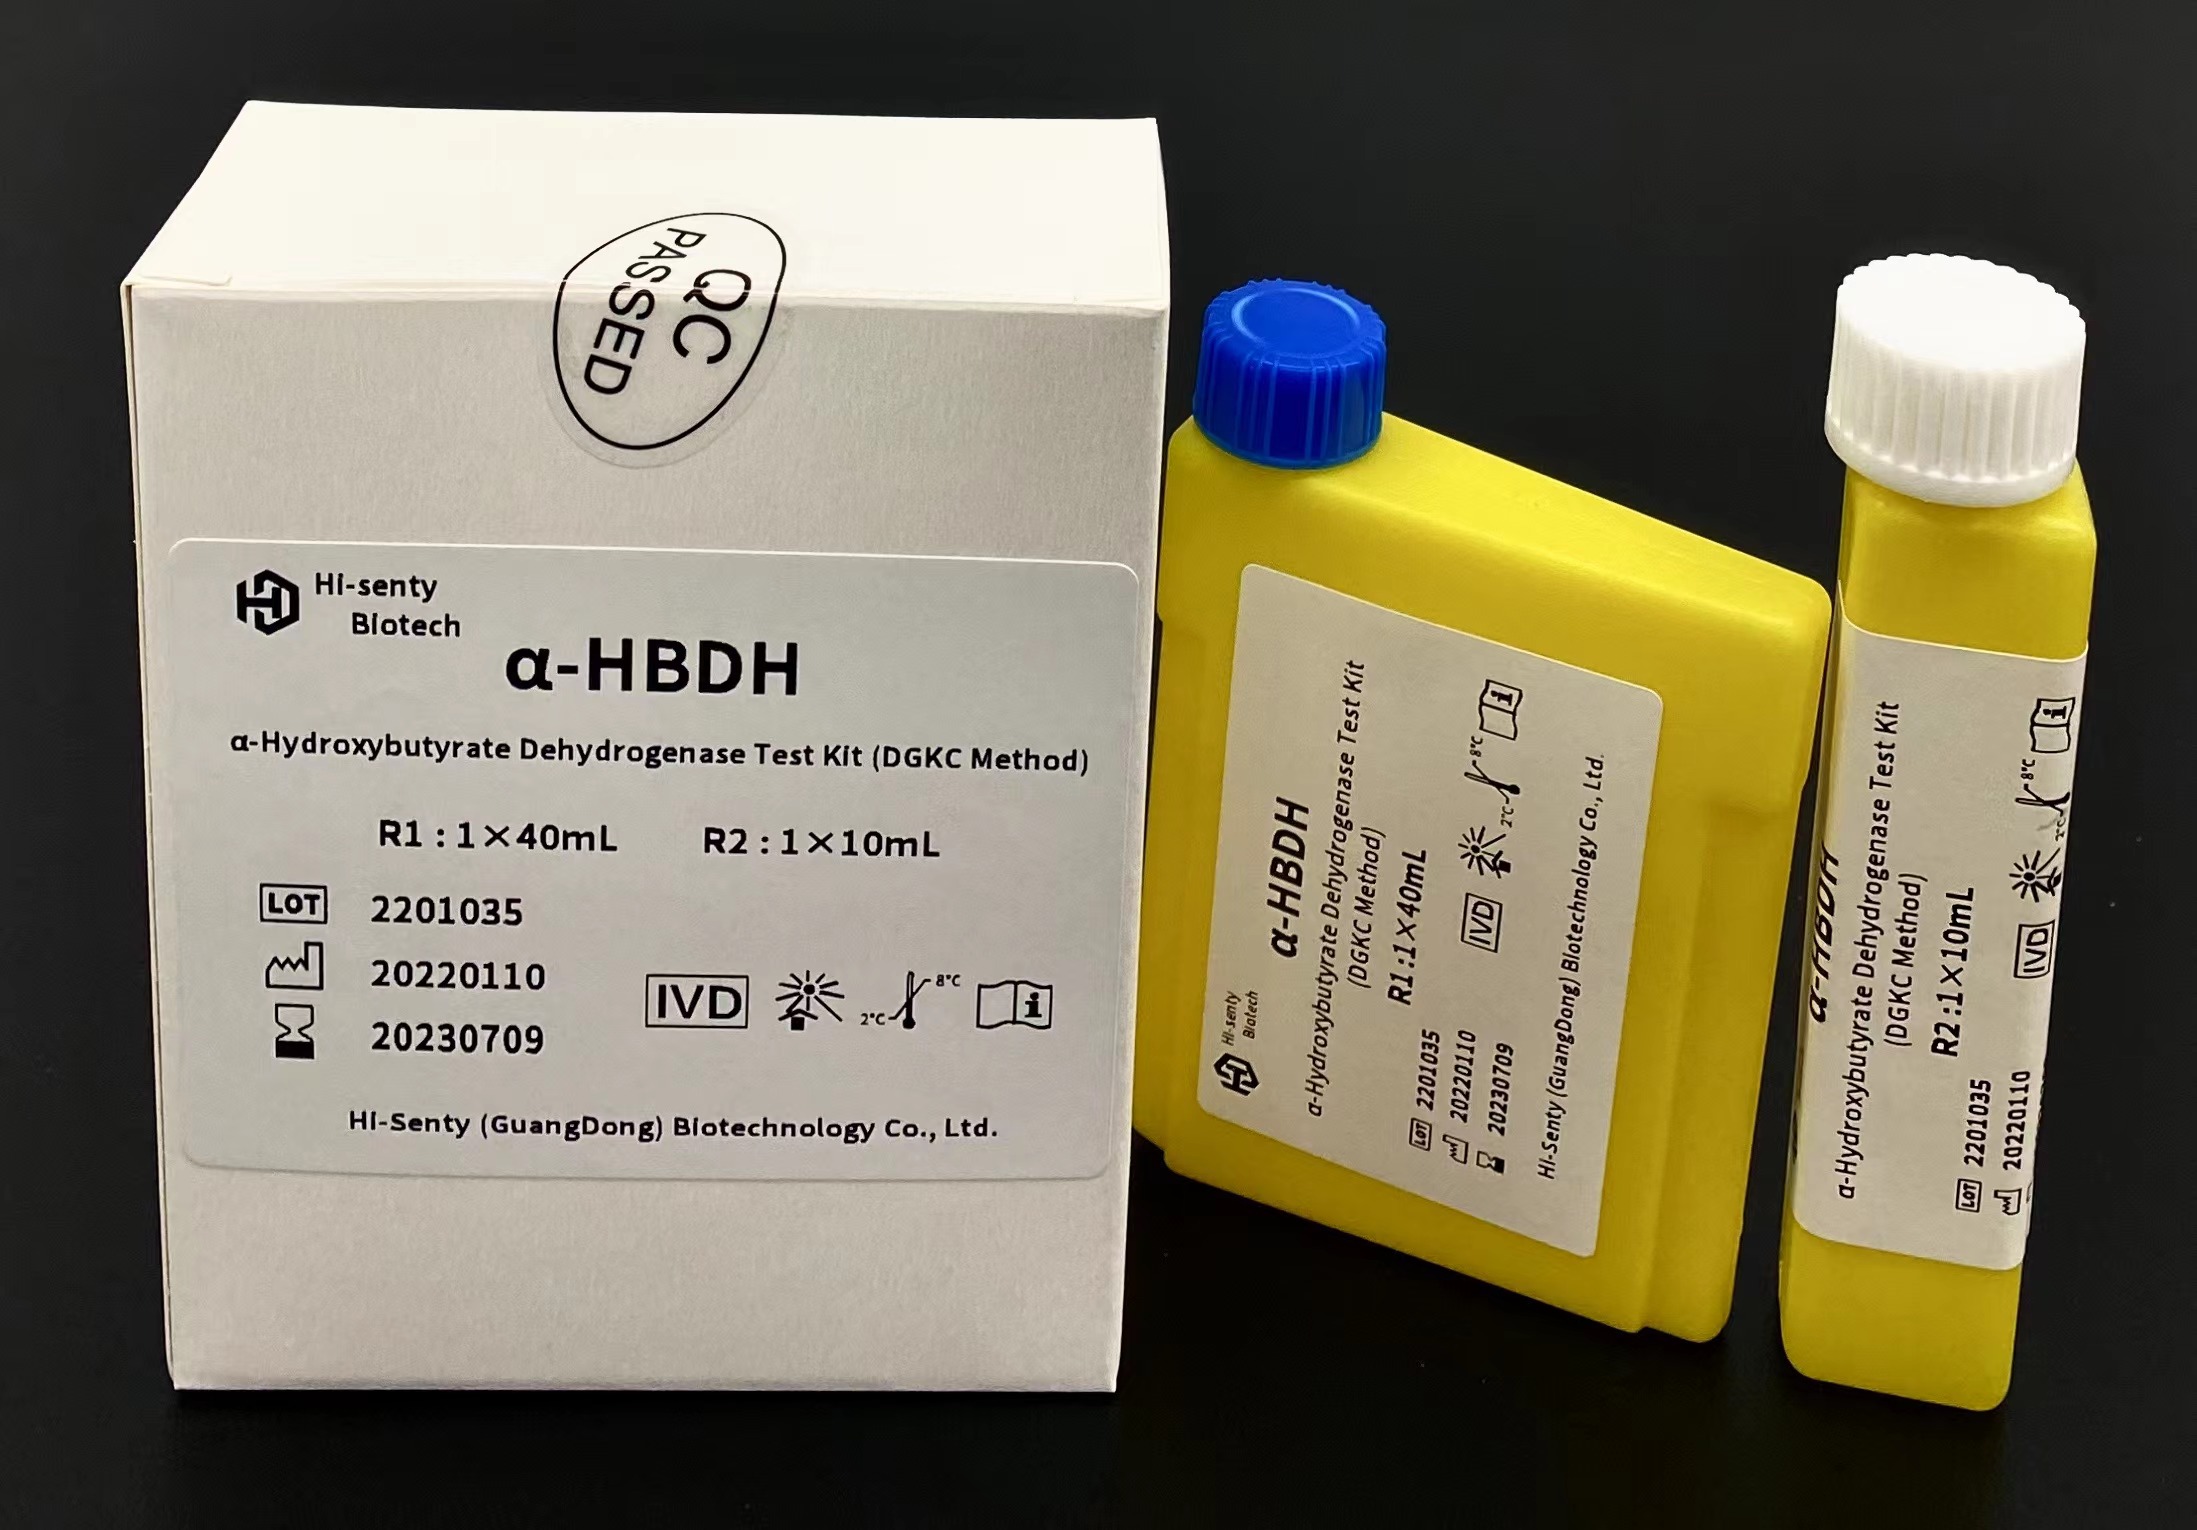 QC
PASSED
Hi-senty
Biotech
α-HBDH
α-Hydroxybutyrate Dehydrogenase Test Kit (DGKC Method)
R1 : 1×40mL R2 : 1×10mL
LOT 2201035
20220110
20230709
IVD 2°C 8°C i
Hi-Senty (GuangDong) Biotechnology Co., Ltd.
Hi-senty
Biotech
α-HBDH
α-Hydroxybutyrate Dehydrogenase Test Kit
(DGKC Method)
R1:1×40mL
LOT 2201035
20220110
20230709
IVD 2°C 8°C i
Hi-Senty (GuangDong) Biotechnology Co., Ltd.
α-HBDH
α-Hydroxybutyrate Dehydrogenase Test Kit
(DGKC Method)
R2:1×10mL
LOT 2201035
20220110
IVD 2°C 8°C i